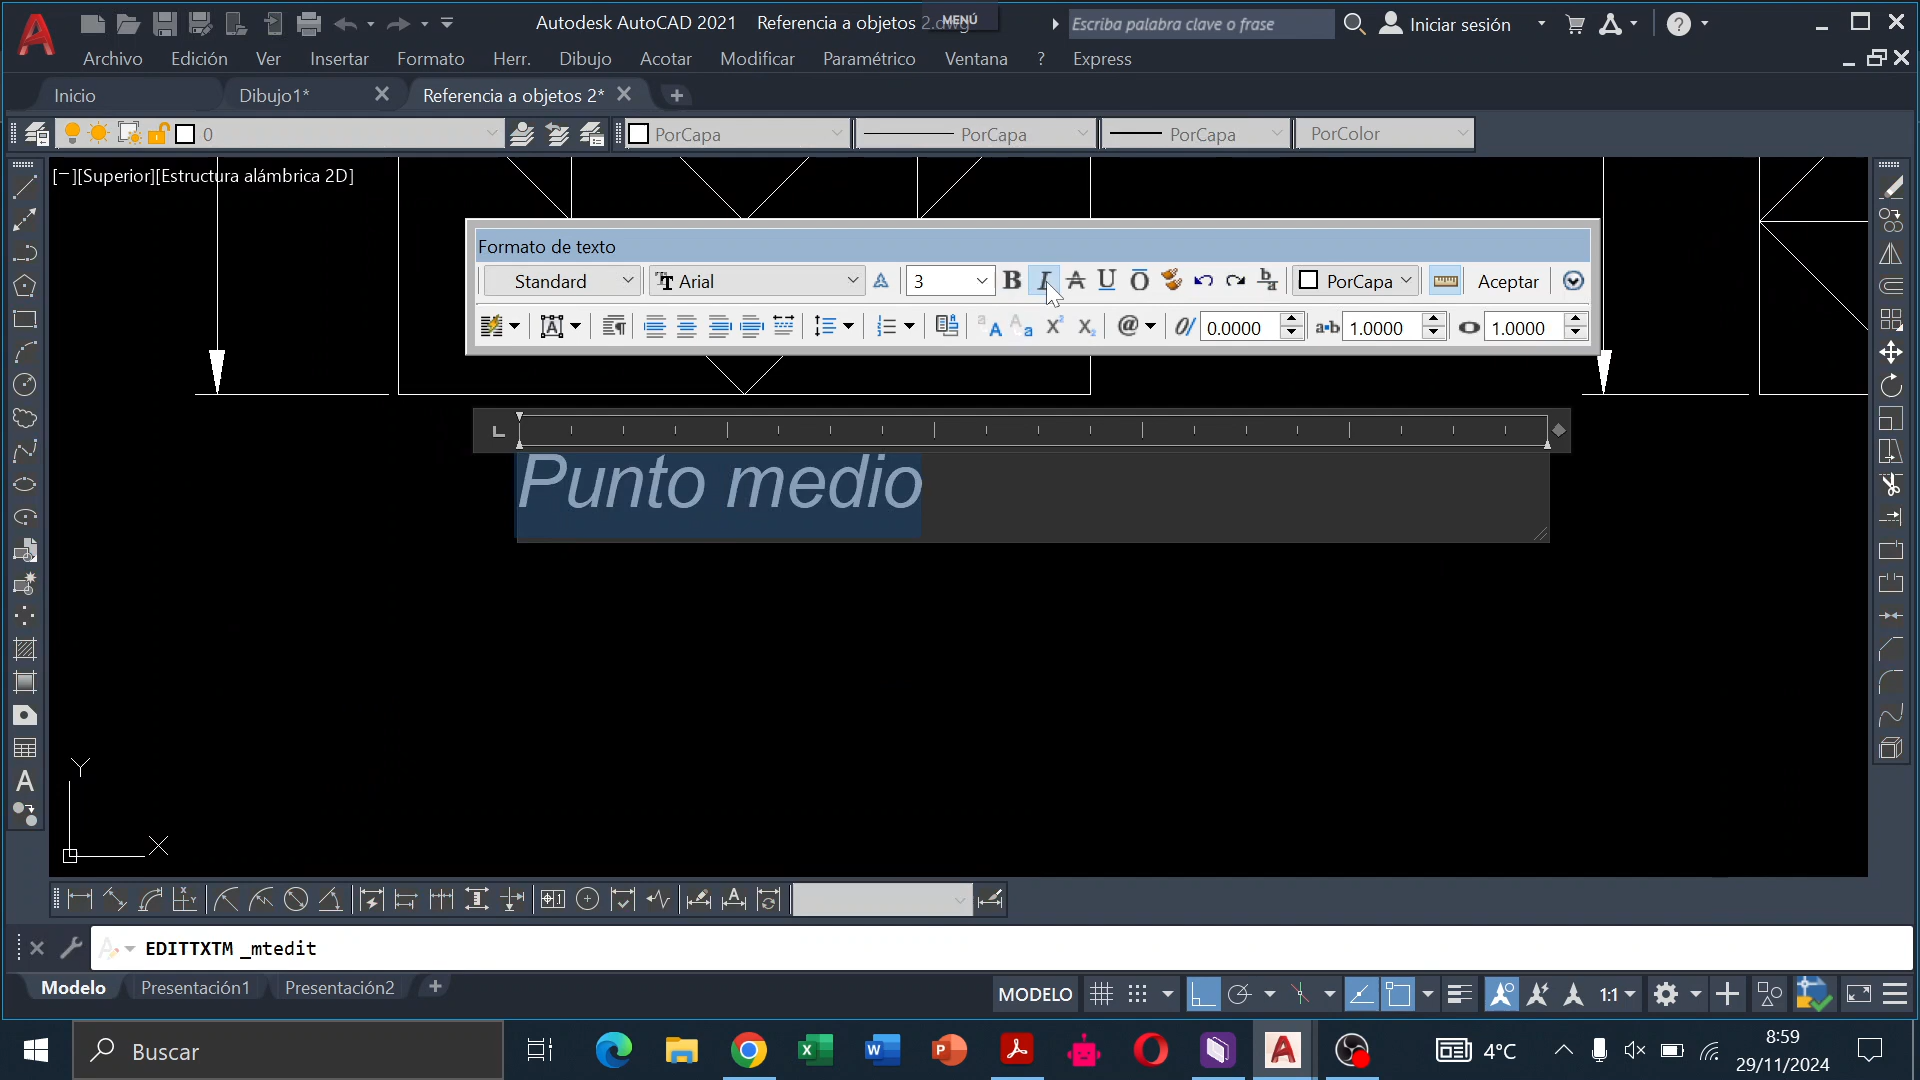 Autodesk AutoCAD 2021 Referencia a objetos 2.dwg
MENÚ
Escriba palabra clave o frase
Iniciar sesión
Archivo Edición Ver Insertar Formato Herr. Dibujo Acotar Modificar Paramétrico Ventana ? Express
Inicio Dibujo1* Referencia a objetos 2*
0 PorCapa PorCapa PorCapa PorColor
[−][Superior][Estructura alámbrica 2D]
Formato de texto
Standard Arial 3 B I A U O b/a PorCapa Aceptar
@ 0/ 0.0000 a•b 1.0000 1.0000
Punto medio
Y
X
EDITTXTM _mtedit
Modelo Presentación1 Presentación2 +
MODELO 1:1
Buscar
4°C
8:59
29/11/2024